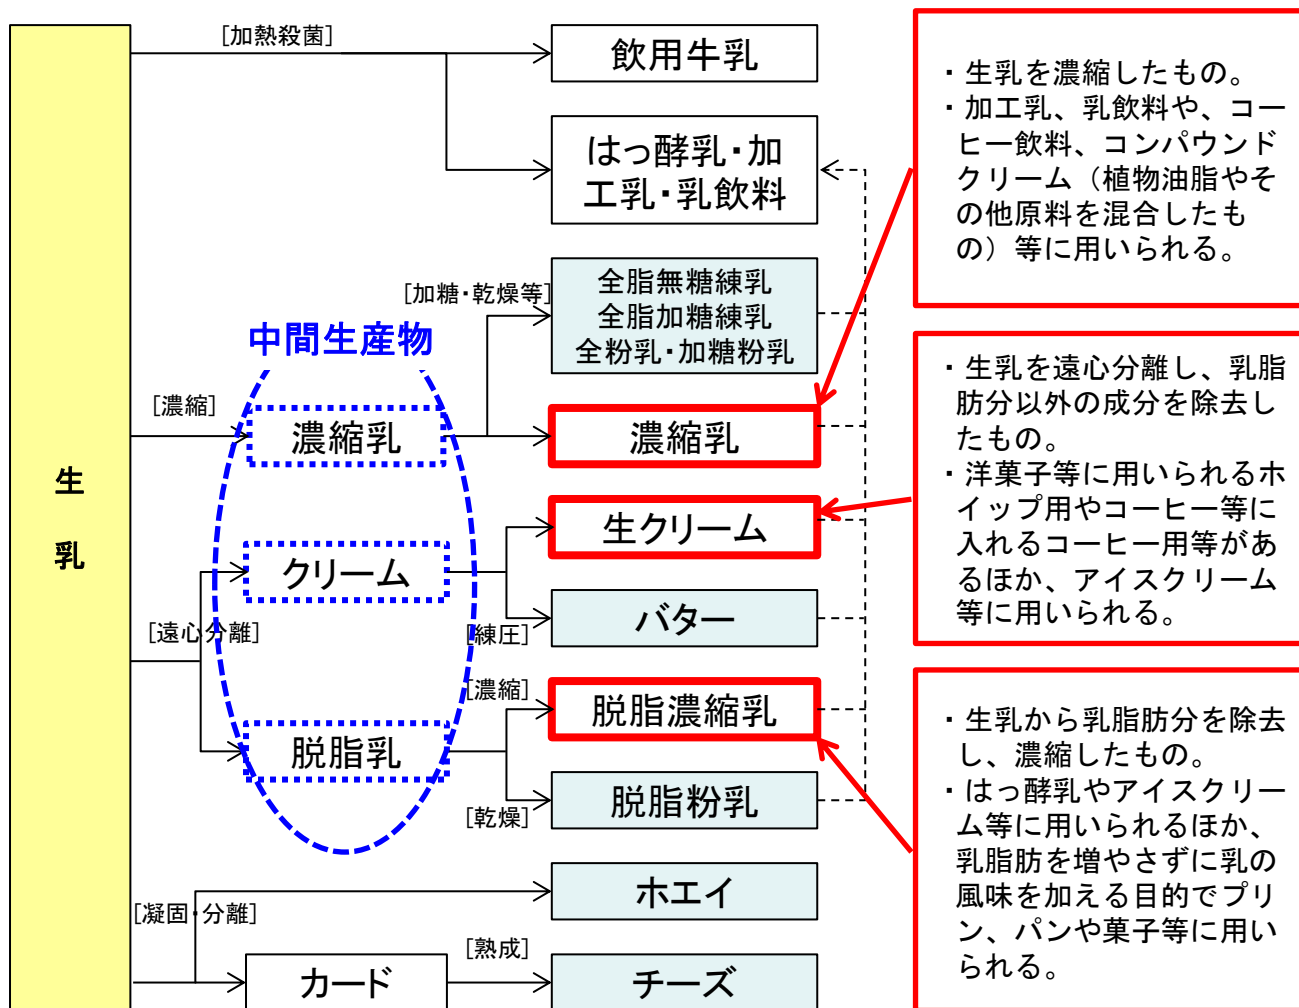 生
乳
[加熱殺菌]
飲用牛乳
はっ酵乳・加
工乳・乳飲料
[加糖・乾燥等]
全脂無糖練乳
全脂加糖練乳
全粉乳・加糖粉乳
中間生産物
[濃縮]
濃縮乳
濃縮乳
クリーム
生クリーム
[遠心分離]
[練圧]
バター
[濃縮]
脱脂濃縮乳
脱脂乳
[乾燥]
脱脂粉乳
ホエイ
[凝固・分離]
カード
[熟成]
チーズ
・生乳を濃縮したもの。
・加工乳、乳飲料や、コー
ヒー飲料、コンパウンド
クリーム（植物油脂やそ
の他原料を混合したも
の）等に用いられる。
・生乳を遠心分離し、乳脂
肪分以外の成分を除去し
たもの。
・洋菓子等に用いられるホ
イップ用やコーヒー等に
入れるコーヒー用等があ
るほか、アイスクリーム
等に用いられる。
・生乳から乳脂肪分を除去
し、濃縮したもの。
・はっ酵乳やアイスクリー
ム等に用いられるほか、
乳脂肪を増やさずに乳の
風味を加える目的でプリ
ン、パンや菓子等に用い
られる。